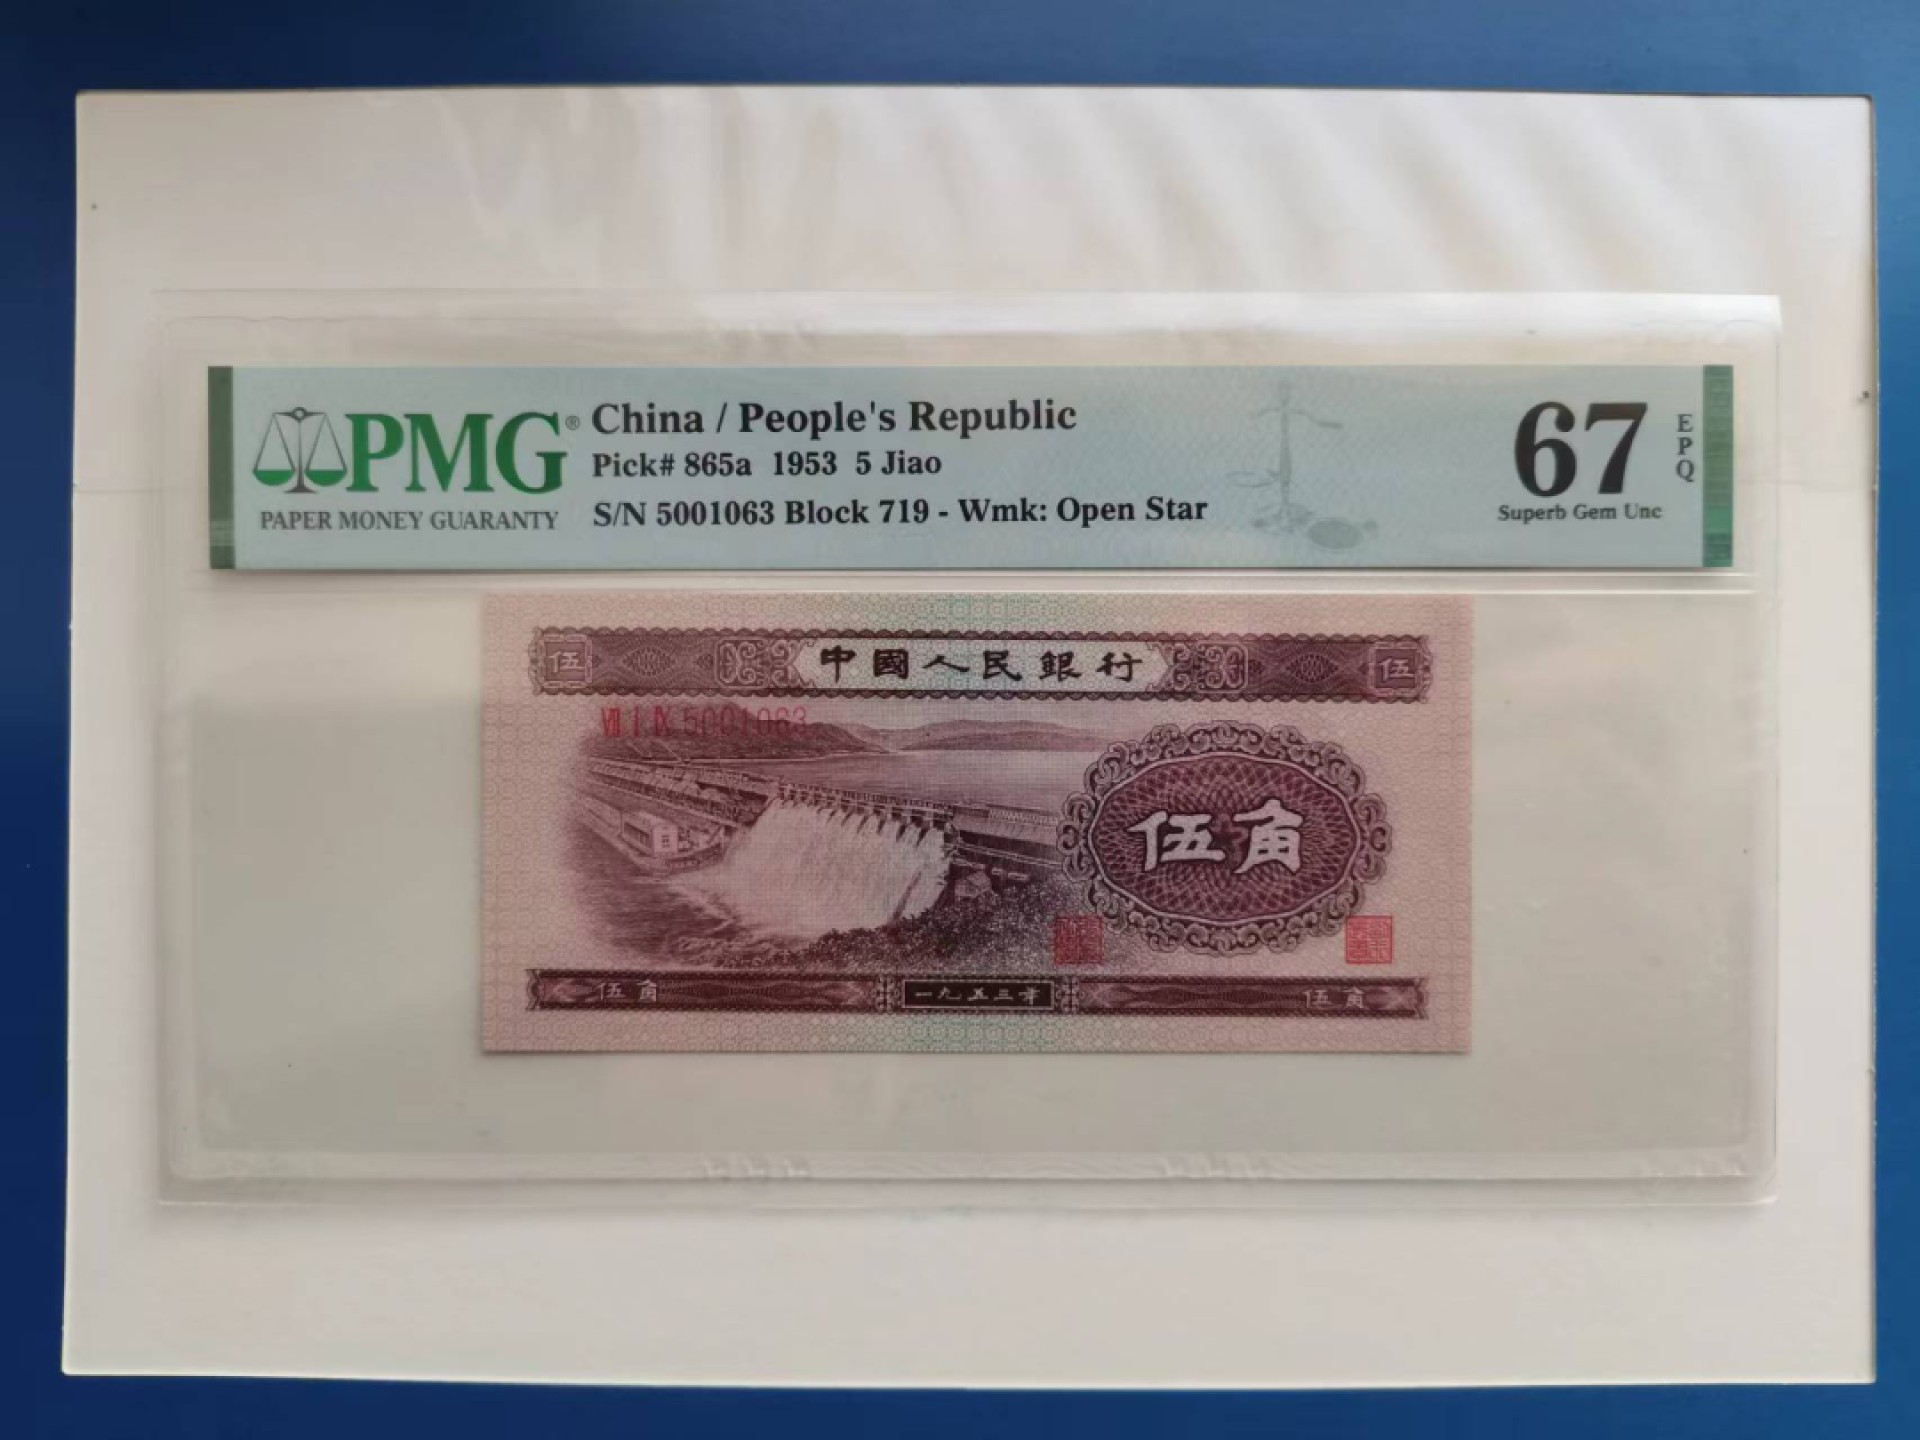 PMG®
PAPER MONEY GUARANTY
China / People's Republic
Pick# 865a 1953 5 Jiao
S/N 5001063 Block 719 - Wmk: Open Star
67
EPQ
Superb Gem Unc
伍 中國人民銀行 伍
ⅦⅠⅨ 5001063
伍角
伍角 一九五三年 伍角